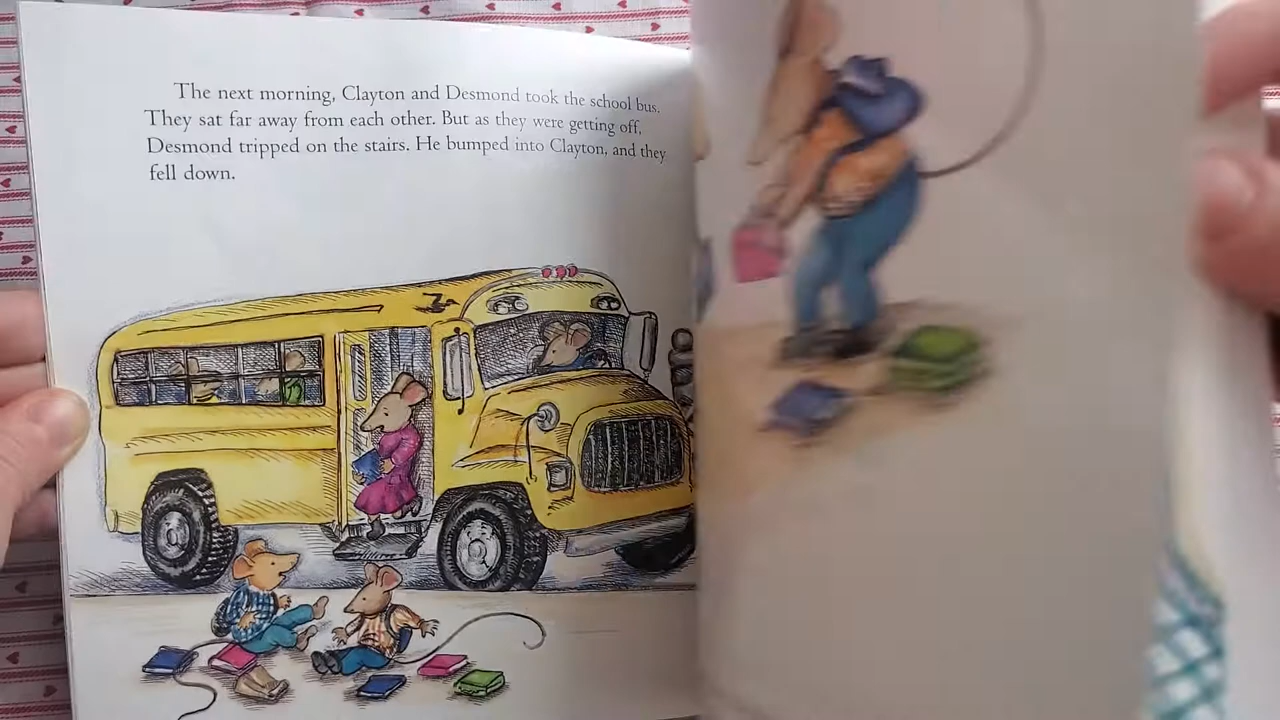 The next morning, Clayton and Desmond took the school bus.
They sat far away from each other. But as they were getting off,
Desmond tripped on the stairs. He bumped into Clayton, and they
fell down.